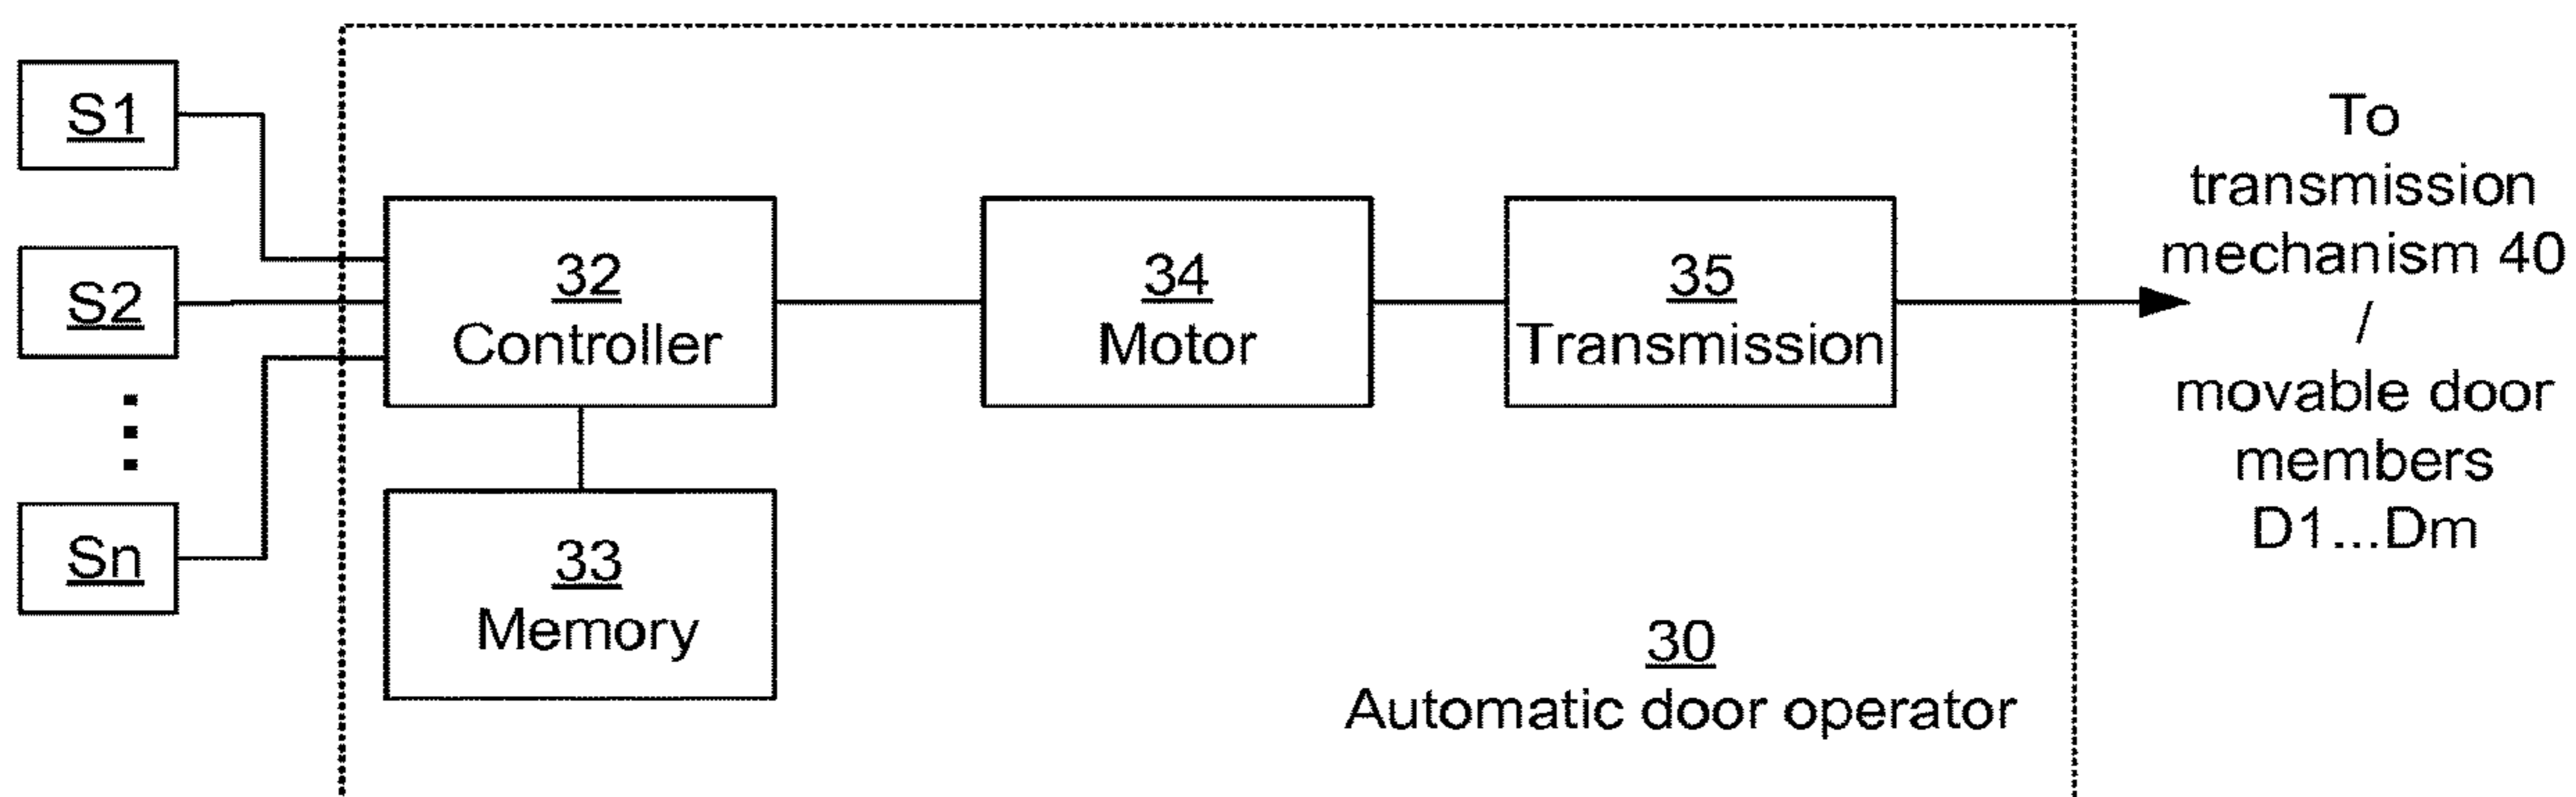 S1
S2
Sn
32
Controller
33
Memory
34
Motor
35
Transmission
30
Automatic door operator
To
transmission
mechanism 40
/
movable door
members
D1...Dm